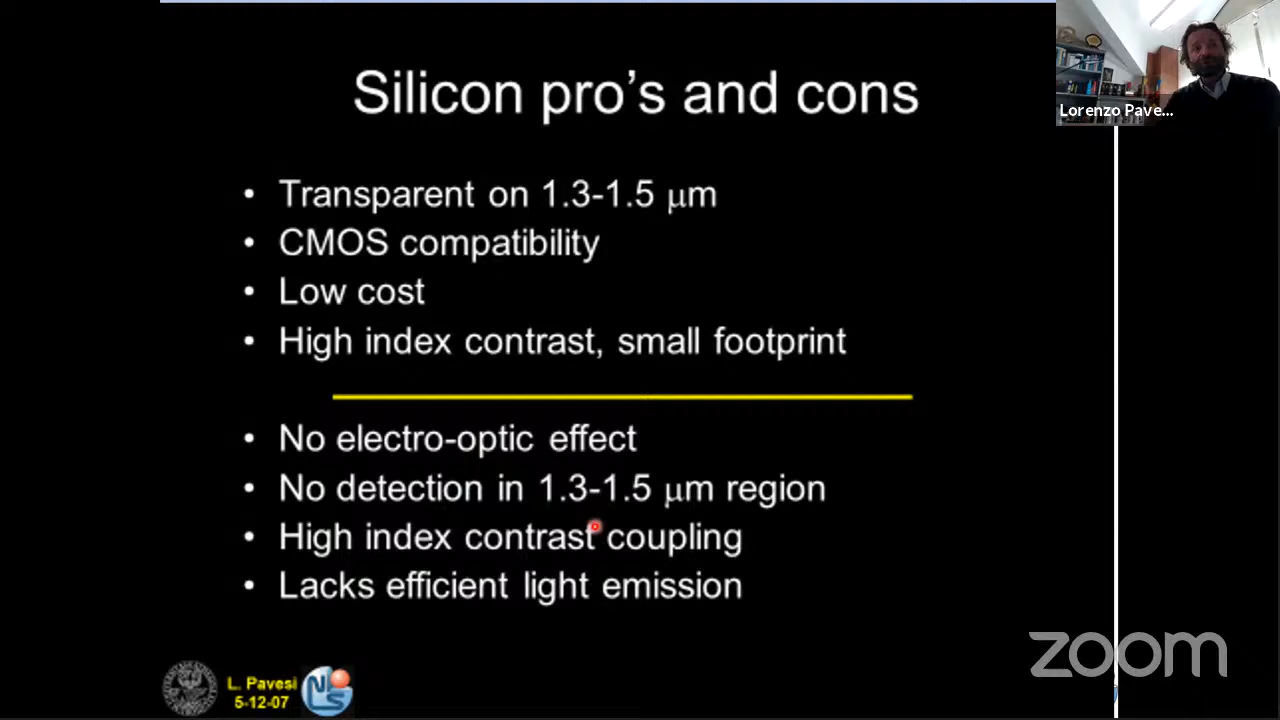 Silicon pro's and cons
Lorenzo Pave...
• Transparent on 1.3-1.5 μm
• CMOS compatibility
• Low cost
• High index contrast, small footprint
• No electro-optic effect
• No detection in 1.3-1.5 μm region
• High index contrast coupling
• Lacks efficient light emission
zoom
L. Pavesi
5-12-07
NLS